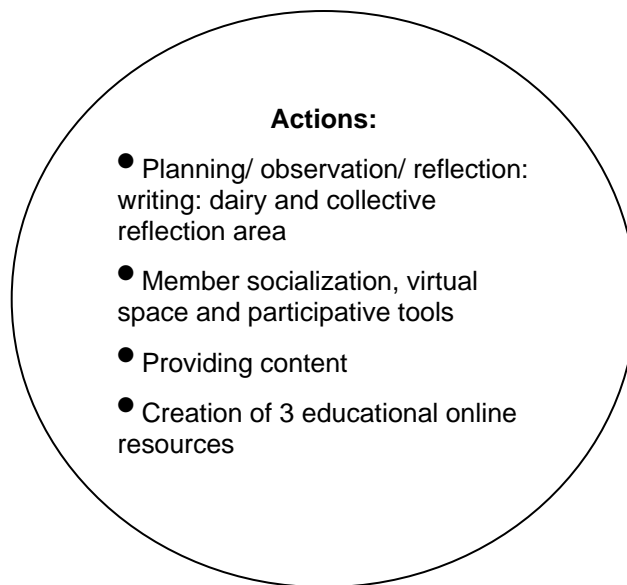 Actions:
● Planning/ observation/ reflection:
writing: dairy and collective
reflection area
● Member socialization, virtual
space and participative tools
● Providing content
● Creation of 3 educational online
resources